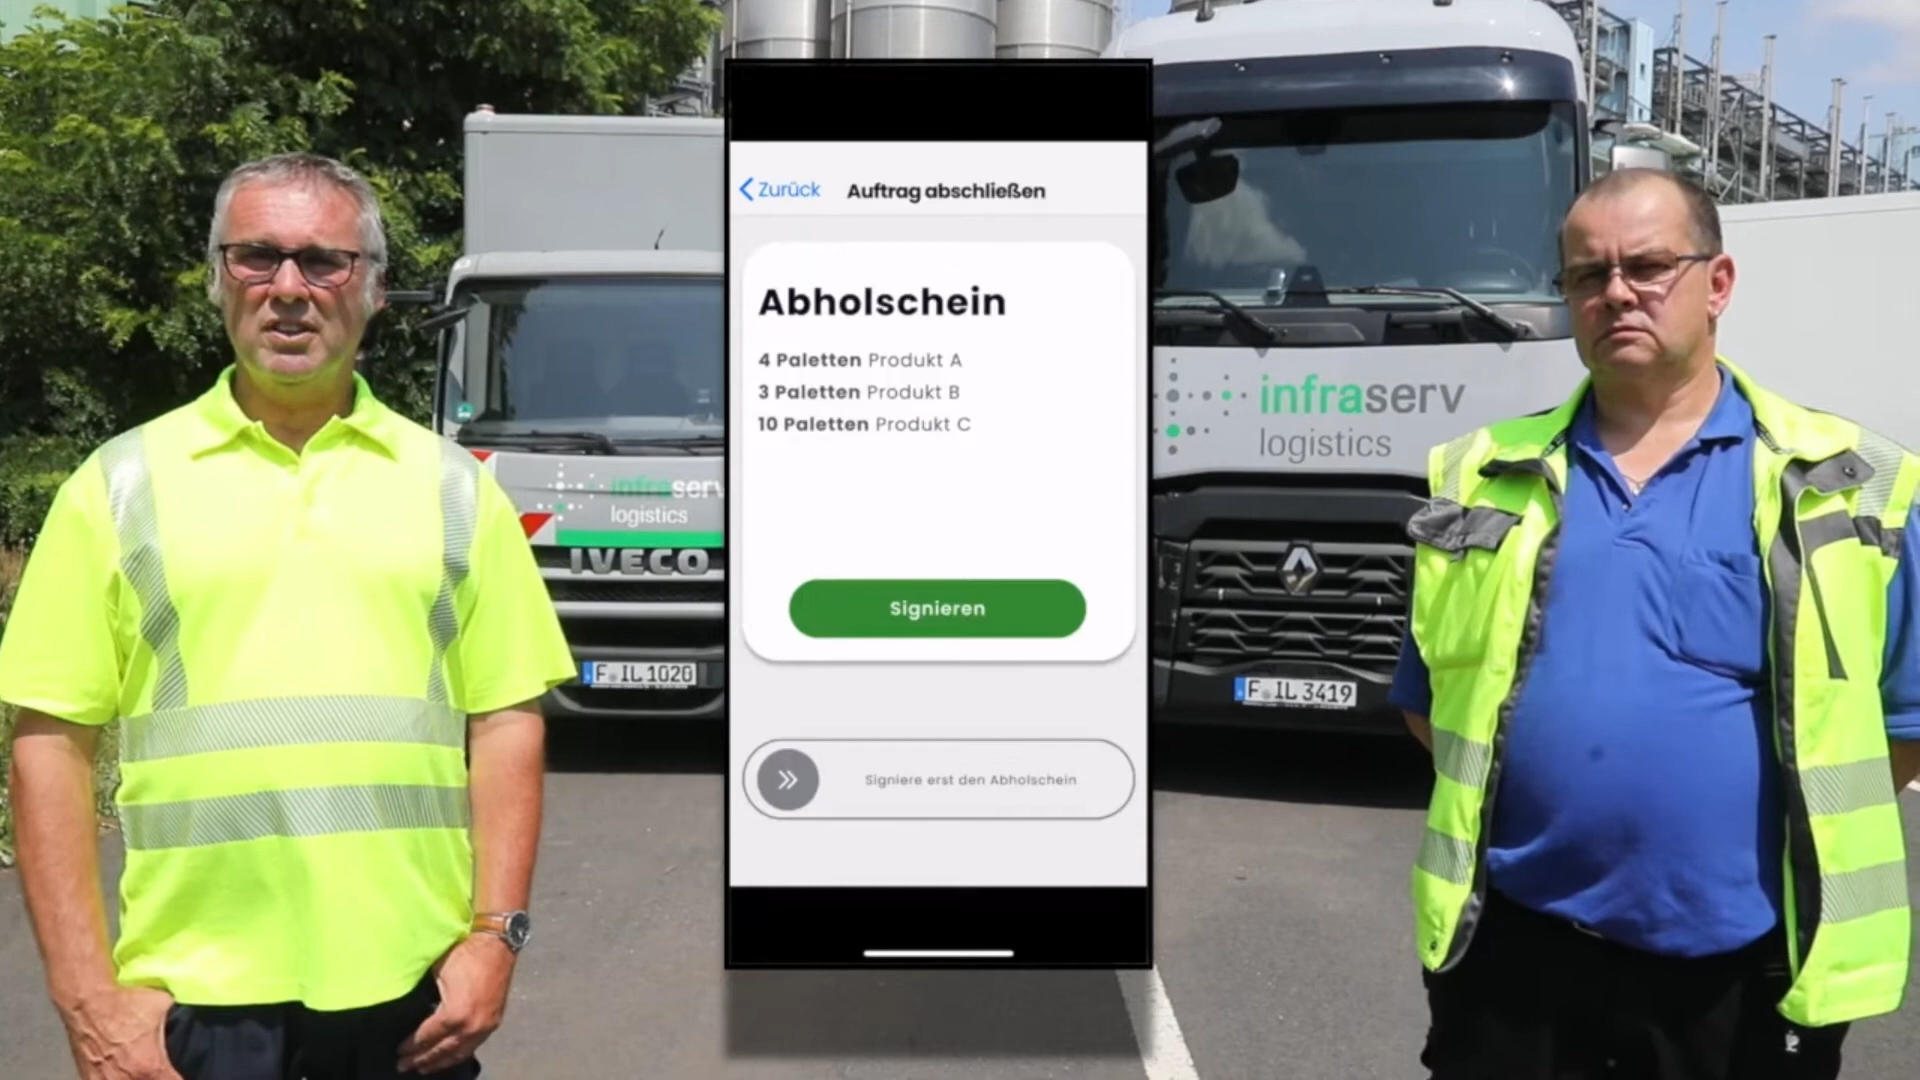 Zurück
Auftrag abschließen
Abholschein
4 Paletten Produkt A
3 Paletten Produkt B
10 Paletten Produkt C
Signieren
Signiere erst den Abholschein
infraserv
logistics
IVECO
F IL 1020
infraserv
logistics
F IL 3419